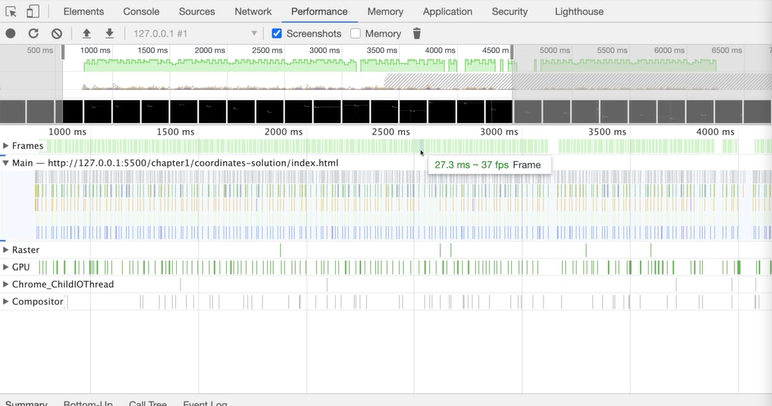 Elements Console Sources Network Performance Memory Application Security Lighthouse
127.0.0.1 #1 Screenshots Memory
500 ms 1000 ms 1500 ms 2000 ms 2500 ms 3000 ms 3500 ms 4000 ms 4500 ms 5000 ms 5500 ms 6000 ms 6500 ms
1000 ms 1500 ms 2000 ms 2500 ms 3000 ms 3500 ms 4000 ms
Frames
27.3 ms ~ 37 fps Frame
Main — http://127.0.0.1:5500/chapter1/coordinates-solution/index.html
Raster
GPU
Chrome_ChildIOThread
Compositor
Summary Bottom-Up Call Tree Event Log